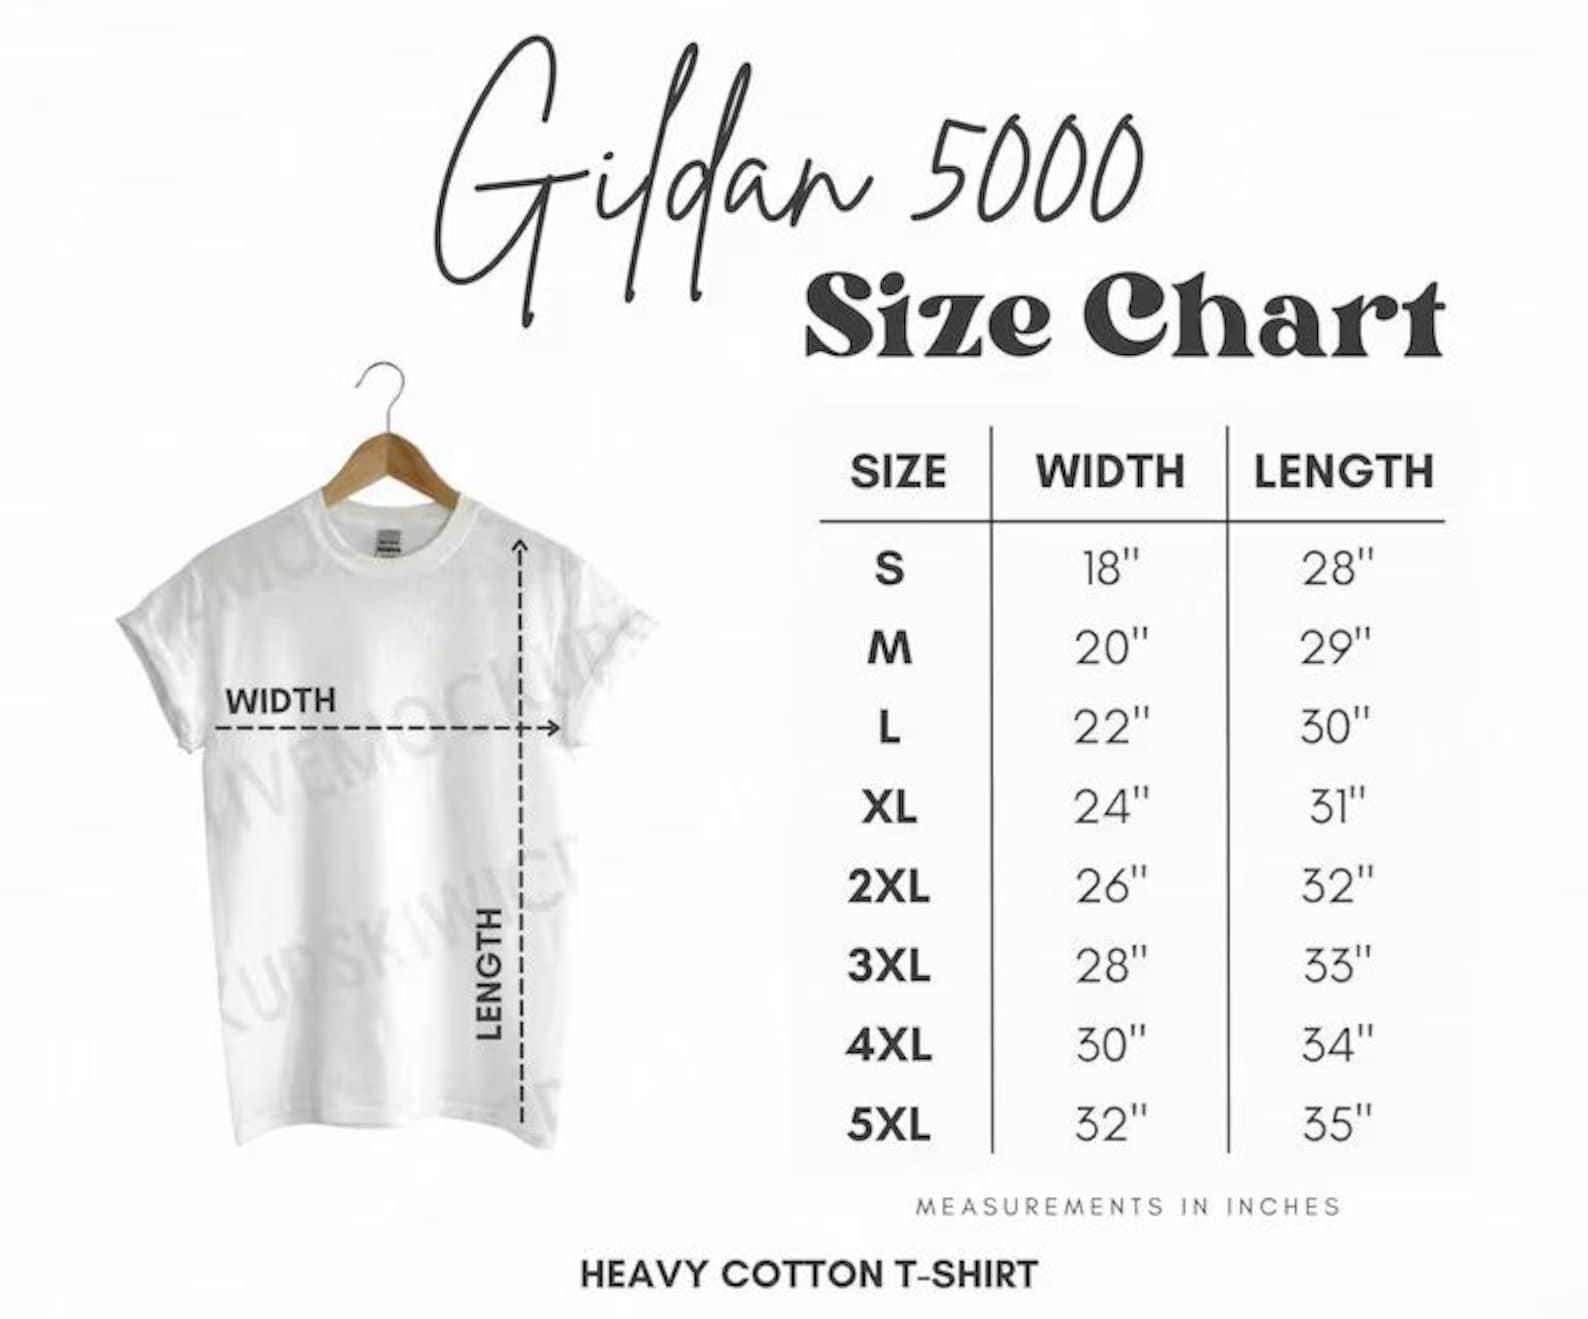 Gildan 5000
Size Chart
SIZE WIDTH LENGTH
S 18" 28"
M 20" 29"
L 22" 30"
XL 24" 31"
2XL 26" 32"
3XL 28" 33"
4XL 30" 34"
5XL 32" 35"
WIDTH
LENGTH
MEASUREMENTS IN INCHES
HEAVY COTTON T-SHIRT